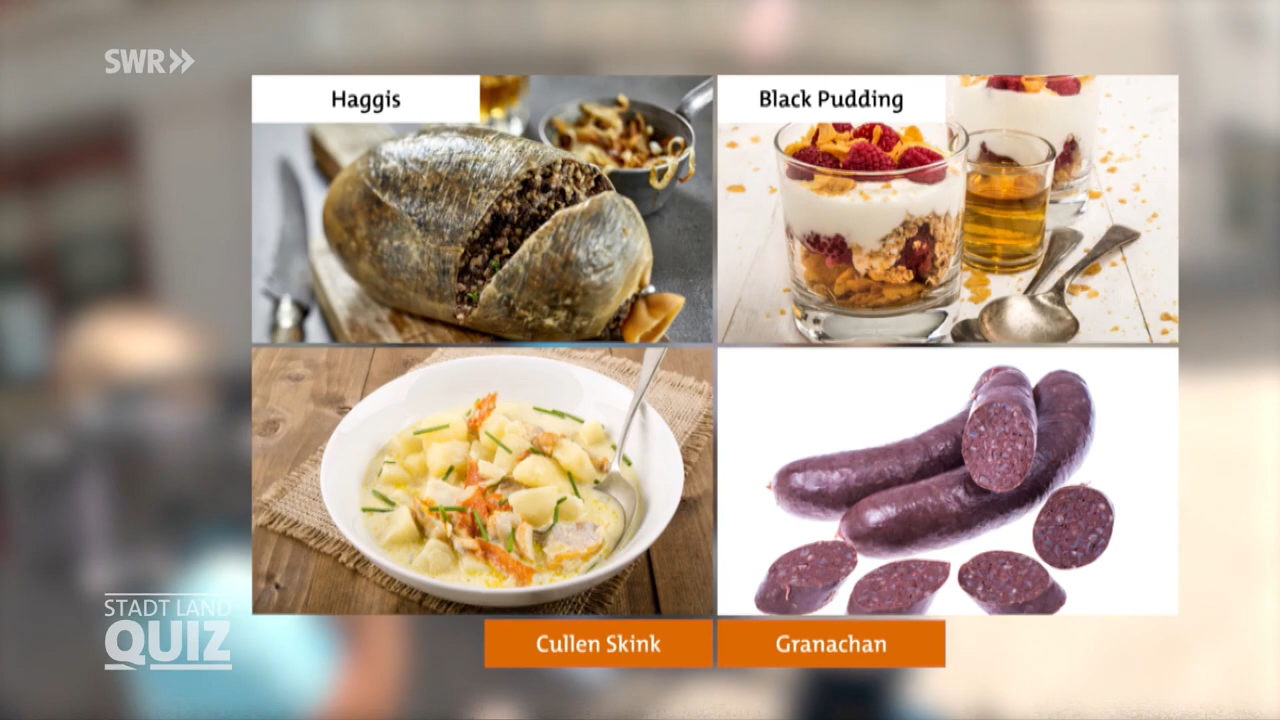 SWR
Haggis
Black Pudding
Cullen Skink
Granachan
STADT LAND
QUIZ